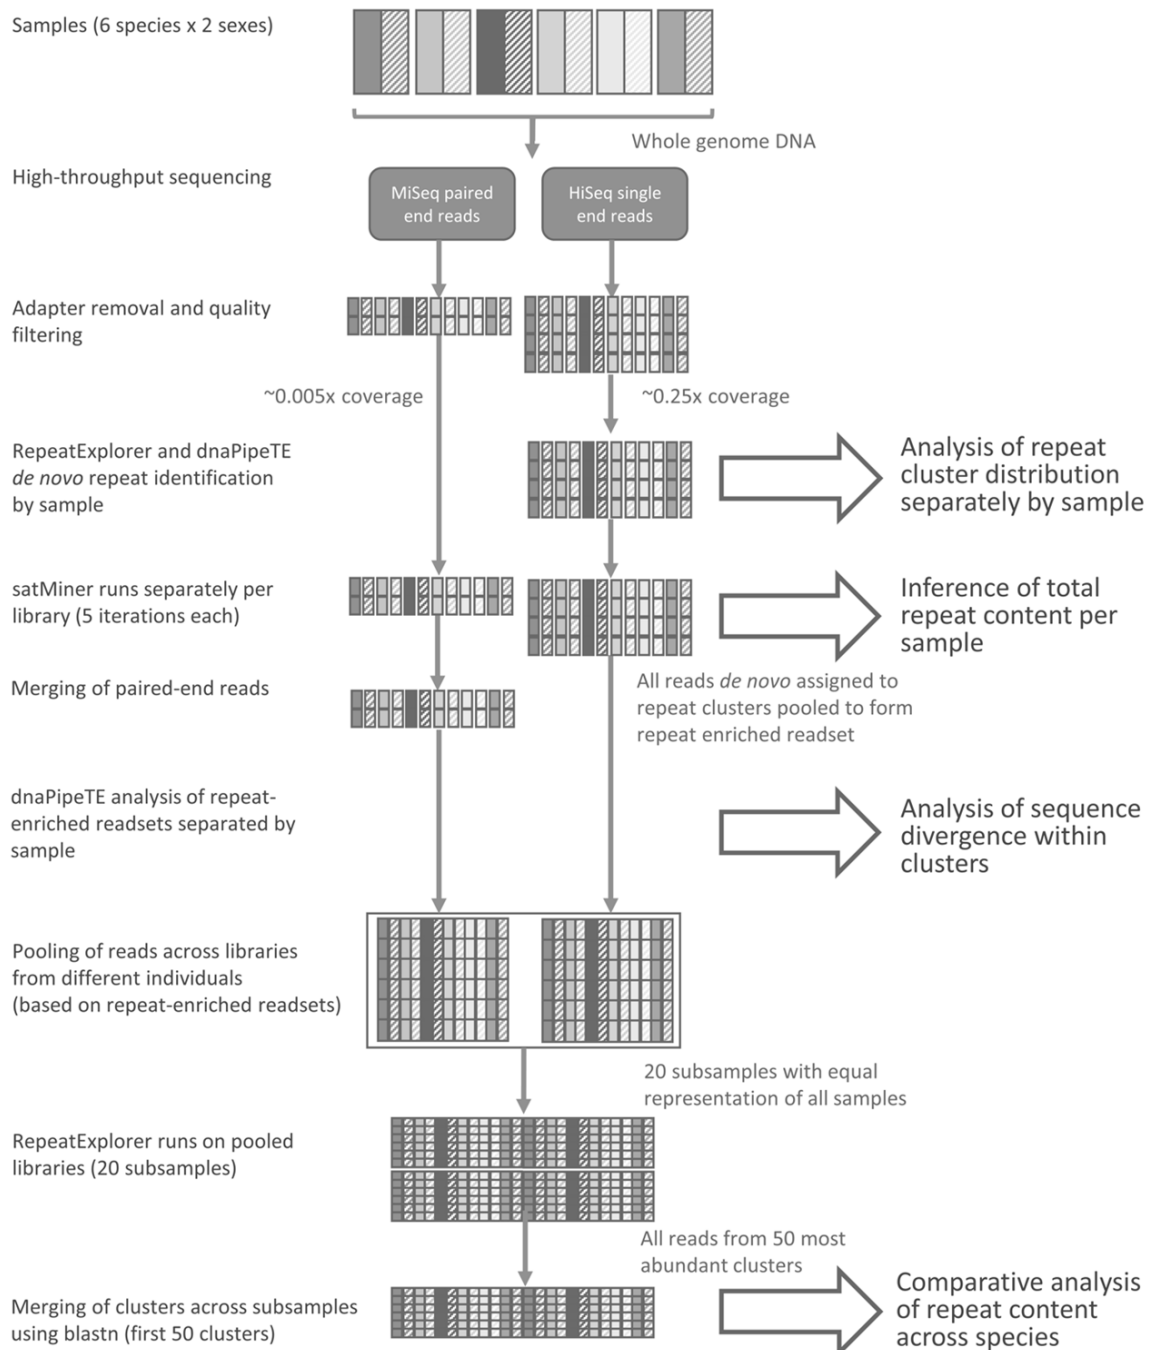 Samples (6 species x 2 sexes)
Whole genome DNA
High-throughput sequencing
MiSeq paired
end reads
HiSeq single
end reads
Adapter removal and quality
filtering
~0.005x coverage
~0.25x coverage
RepeatExplorer and dnaPipeTE
de novo repeat identification
by sample
Analysis of repeat
cluster distribution
separately by sample
satMiner runs separately per
library (5 iterations each)
Inference of total
repeat content per
sample
Merging of paired-end reads
All reads de novo assigned to
repeat clusters pooled to form
repeat enriched readset
dnaPipeTE analysis of repeat-
enriched readsets separated by
sample
Analysis of sequence
divergence within
clusters
Pooling of reads across libraries
from different individuals
(based on repeat-enriched readsets)
20 subsamples with equal
representation of all samples
RepeatExplorer runs on pooled
libraries (20 subsamples)
All reads from 50 most
abundant clusters
Merging of clusters across subsamples
using blastn (first 50 clusters)
Comparative analysis
of repeat content
across species